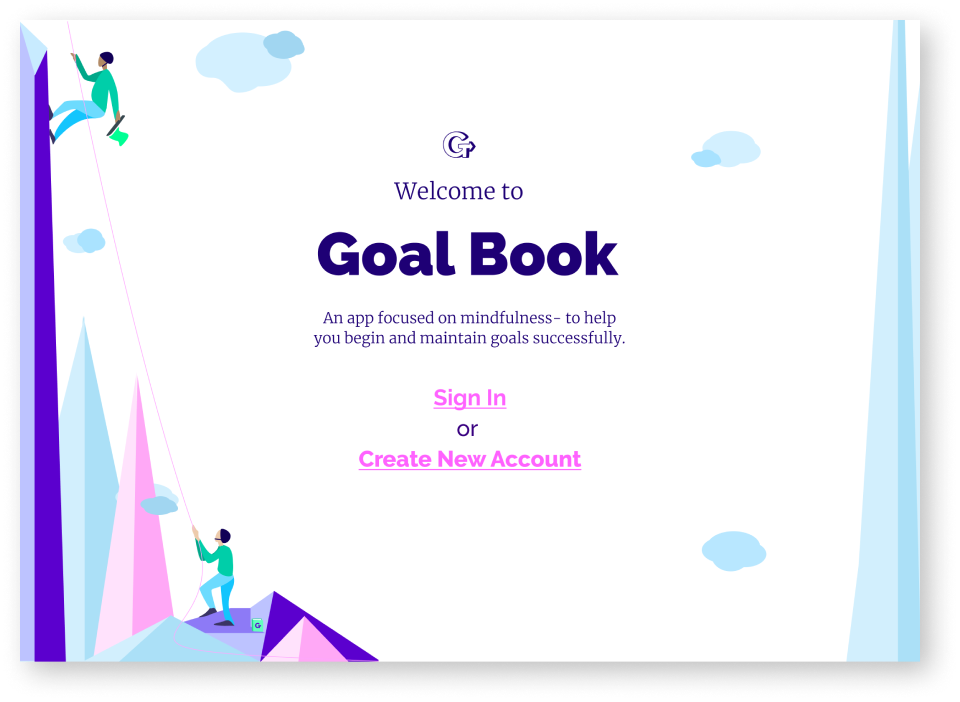 G
Welcome to
Goal Book
An app focused on mindfulness- to help
you begin and maintain goals successfully.
Sign In
or
Create New Account
G